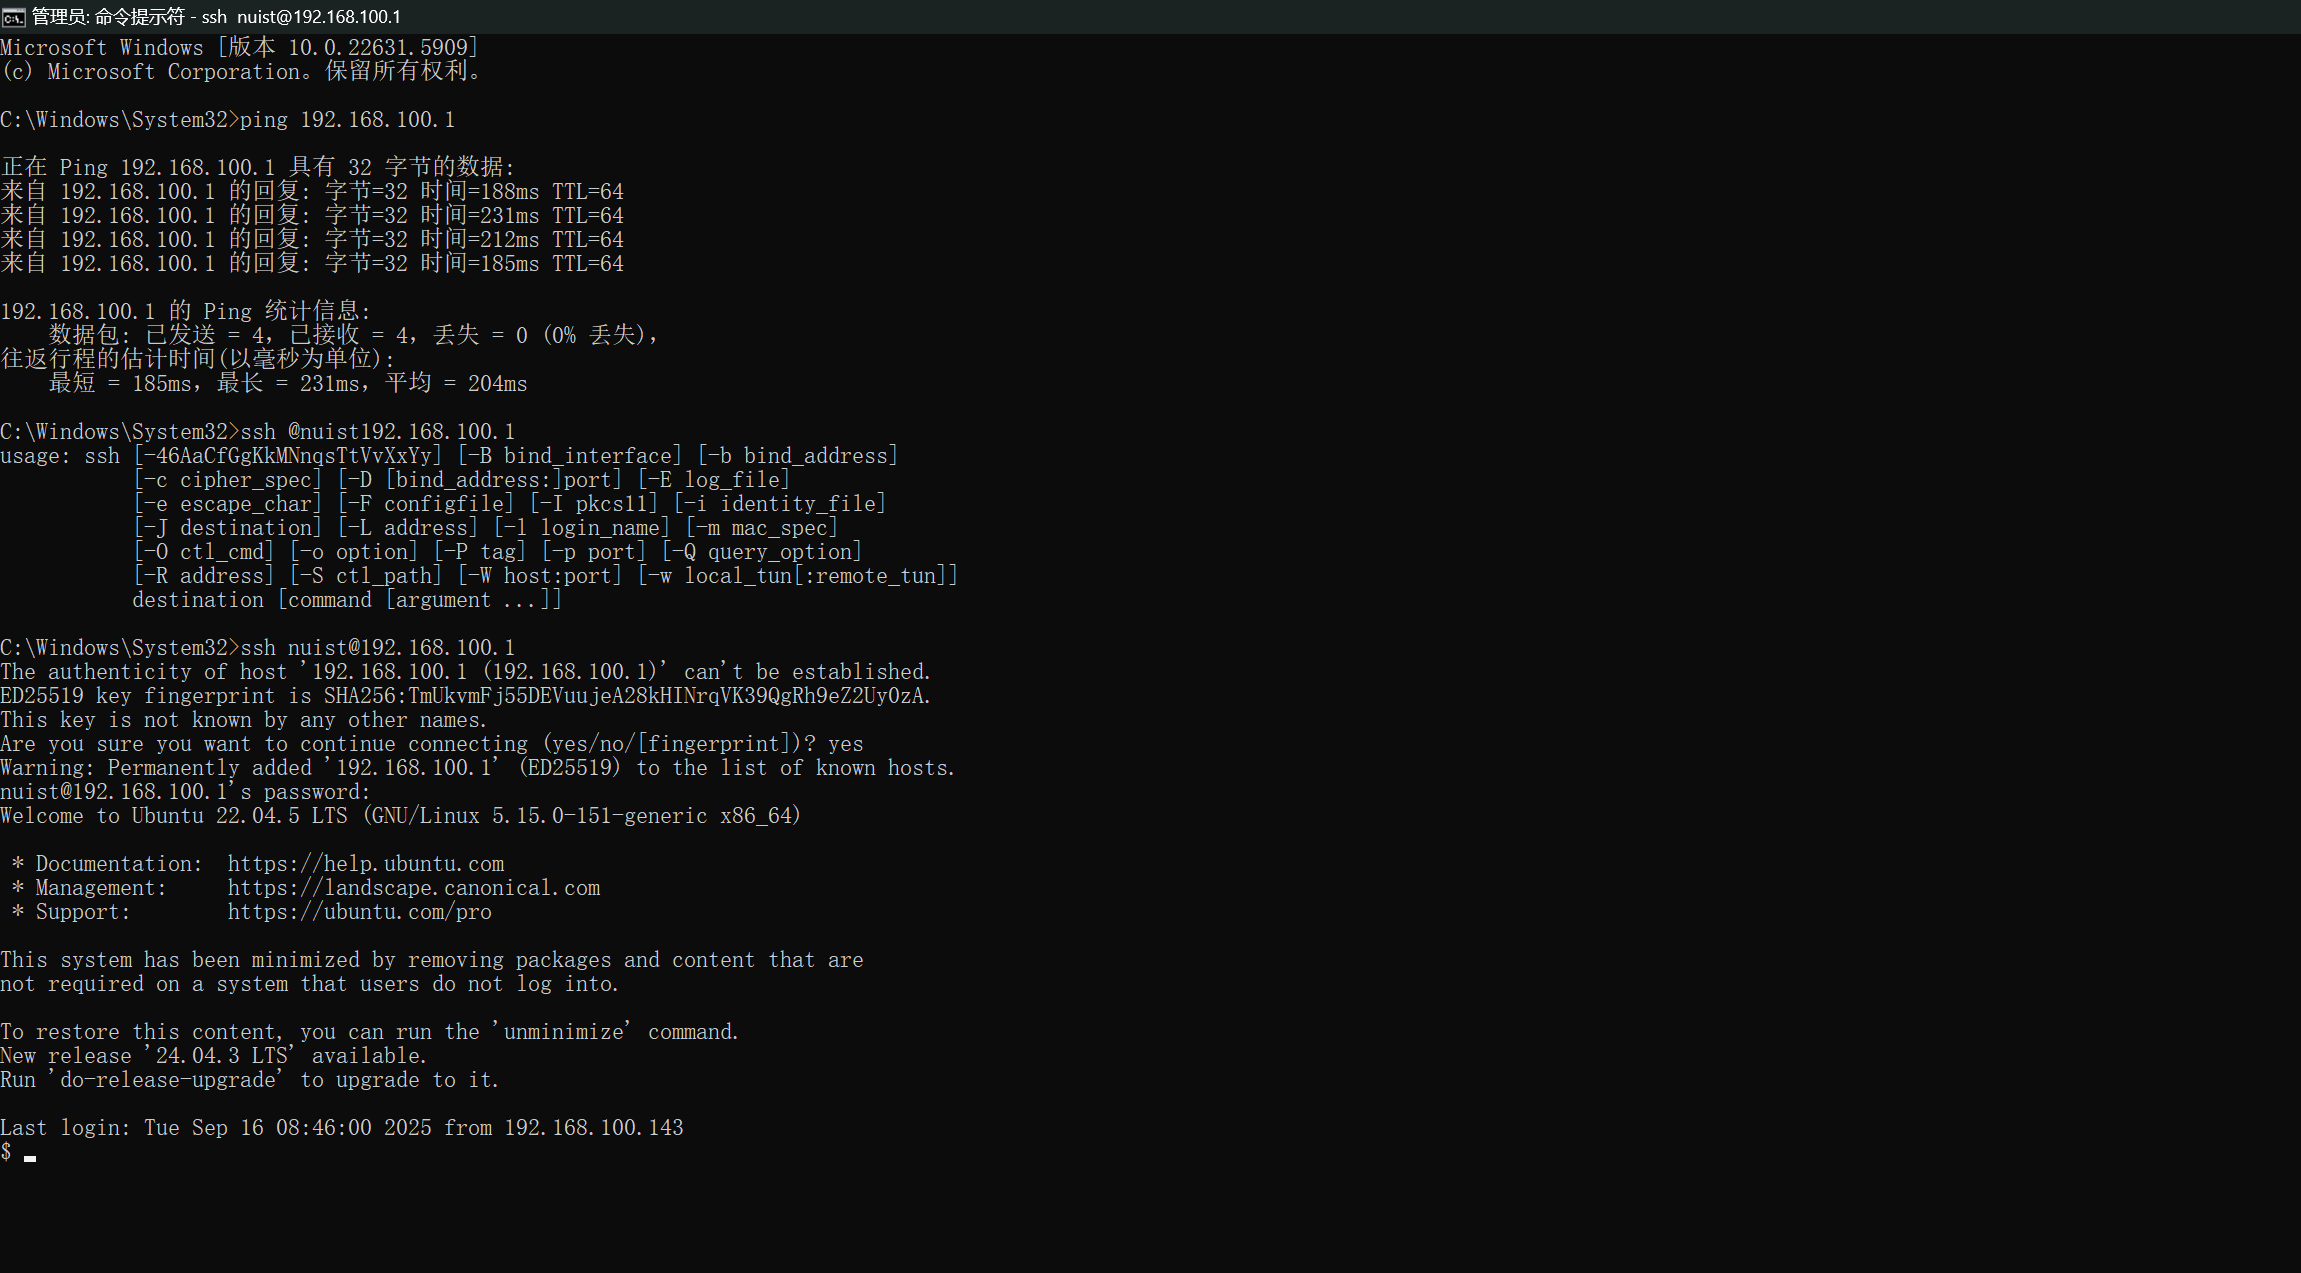 管理员: 命令提示符 - ssh  nuist@192.168.100.1
Microsoft Windows [版本 10.0.22631.5909]
(c) Microsoft Corporation。保留所有权利。
C:\Windows\System32>ping 192.168.100.1
正在 Ping 192.168.100.1 具有 32 字节的数据:
来自 192.168.100.1 的回复: 字节=32 时间=188ms TTL=64
来自 192.168.100.1 的回复: 字节=32 时间=231ms TTL=64
来自 192.168.100.1 的回复: 字节=32 时间=212ms TTL=64
来自 192.168.100.1 的回复: 字节=32 时间=185ms TTL=64
192.168.100.1 的 Ping 统计信息:
    数据包: 已发送 = 4，已接收 = 4，丢失 = 0 (0% 丢失)，
往返行程的估计时间(以毫秒为单位):
    最短 = 185ms，最长 = 231ms，平均 = 204ms
C:\Windows\System32>ssh @nuist192.168.100.1
usage: ssh [-46AaCfGgKkMNnqsTtVvXxYy] [-B bind_interface] [-b bind_address]
           [-c cipher_spec] [-D [bind_address:]port] [-E log_file]
           [-e escape_char] [-F configfile] [-I pkcs11] [-i identity_file]
           [-J destination] [-L address] [-l login_name] [-m mac_spec]
           [-O ctl_cmd] [-o option] [-P tag] [-p port] [-Q query_option]
           [-R address] [-S ctl_path] [-W host:port] [-w local_tun[:remote_tun]]
           destination [command [argument ...]]
C:\Windows\System32>ssh nuist@192.168.100.1
The authenticity of host '192.168.100.1 (192.168.100.1)' can't be established.
ED25519 key fingerprint is SHA256:TmUkvmFj55DEVuujeA28kHINrqVK39QgRh9eZ2UyOzA.
This key is not known by any other names.
Are you sure you want to continue connecting (yes/no/[fingerprint])? yes
Warning: Permanently added '192.168.100.1' (ED25519) to the list of known hosts.
nuist@192.168.100.1's password:
Welcome to Ubuntu 22.04.5 LTS (GNU/Linux 5.15.0-151-generic x86_64)
 * Documentation:  https://help.ubuntu.com
 * Management:     https://landscape.canonical.com
 * Support:        https://ubuntu.com/pro
This system has been minimized by removing packages and content that are
not required on a system that users do not log into.
To restore this content, you can run the 'unminimize' command.
New release '24.04.3 LTS' available.
Run 'do-release-upgrade' to upgrade to it.
Last login: Tue Sep 16 08:46:00 2025 from 192.168.100.143
$